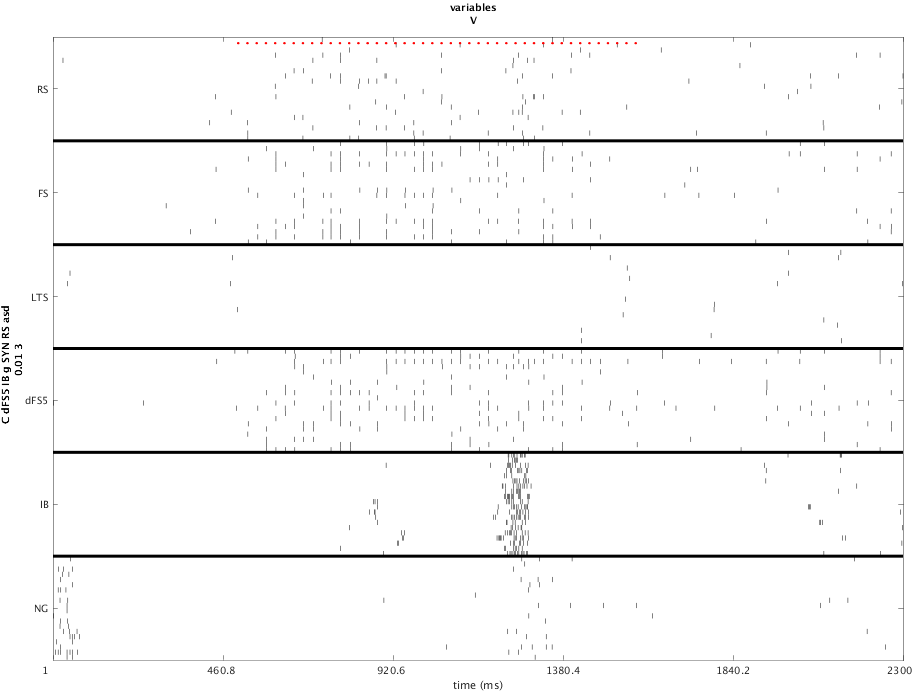 variables
V
RS
FS
LTS
dFS5
IB
NG
C dFS5 IB g SYN RS asd
0.01 3
1
460.8
920.6
1380.4
1840.2
2300
time (ms)